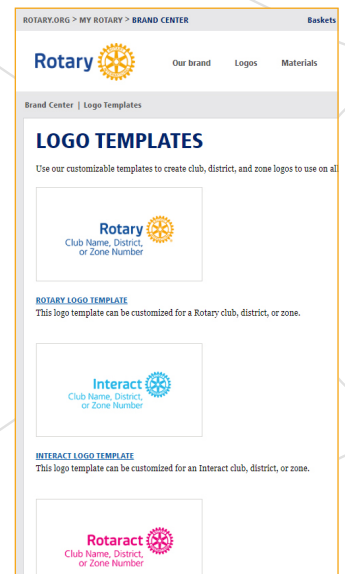 ROTARY.ORG > MY ROTARY > BRAND CENTER Baskets
Rotary Our brand Logos Materials
Brand Center | Logo Templates
LOGO TEMPLATES
Use our customizable templates to create club, district, and zone logos to use on all
Rotary
Club Name, District,
or Zone Number
ROTARY LOGO TEMPLATE
This logo template can be customized for a Rotary club, district, or zone.
Interact
Club Name, District,
or Zone Number
INTERACT LOGO TEMPLATE
This logo template can be customized for an Interact club, district, or zone.
Rotaract
Club Name, District,
or Zone Number